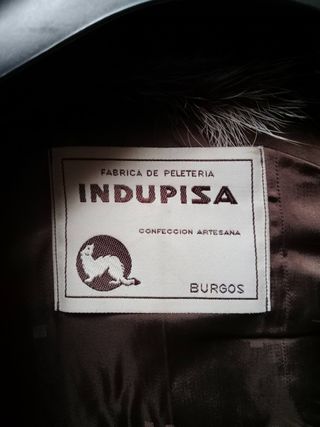 FABRICA DE PELETERIA
INDUPISA
CONFECCION ARTESANA
BURGOS